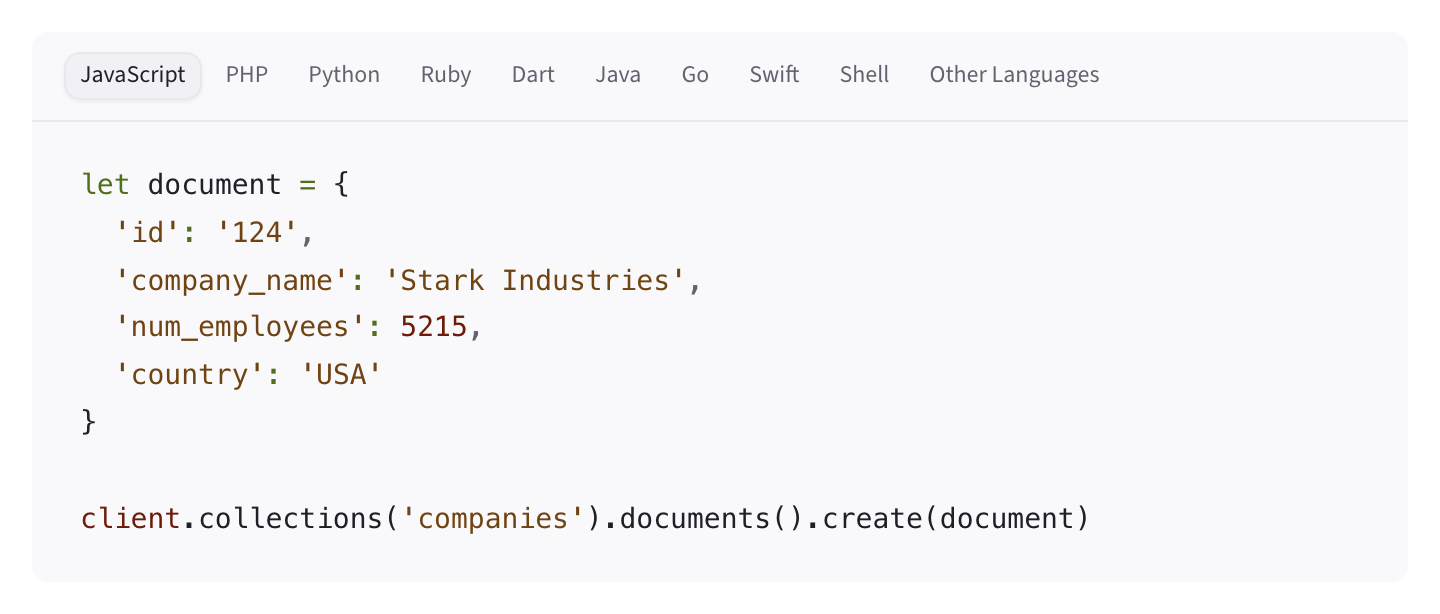 JavaScript PHP Python Ruby Dart Java Go Swift Shell Other Languages
let document = {
  'id': '124',
  'company_name': 'Stark Industries',
  'num_employees': 5215,
  'country': 'USA'
}
client.collections('companies').documents().create(document)